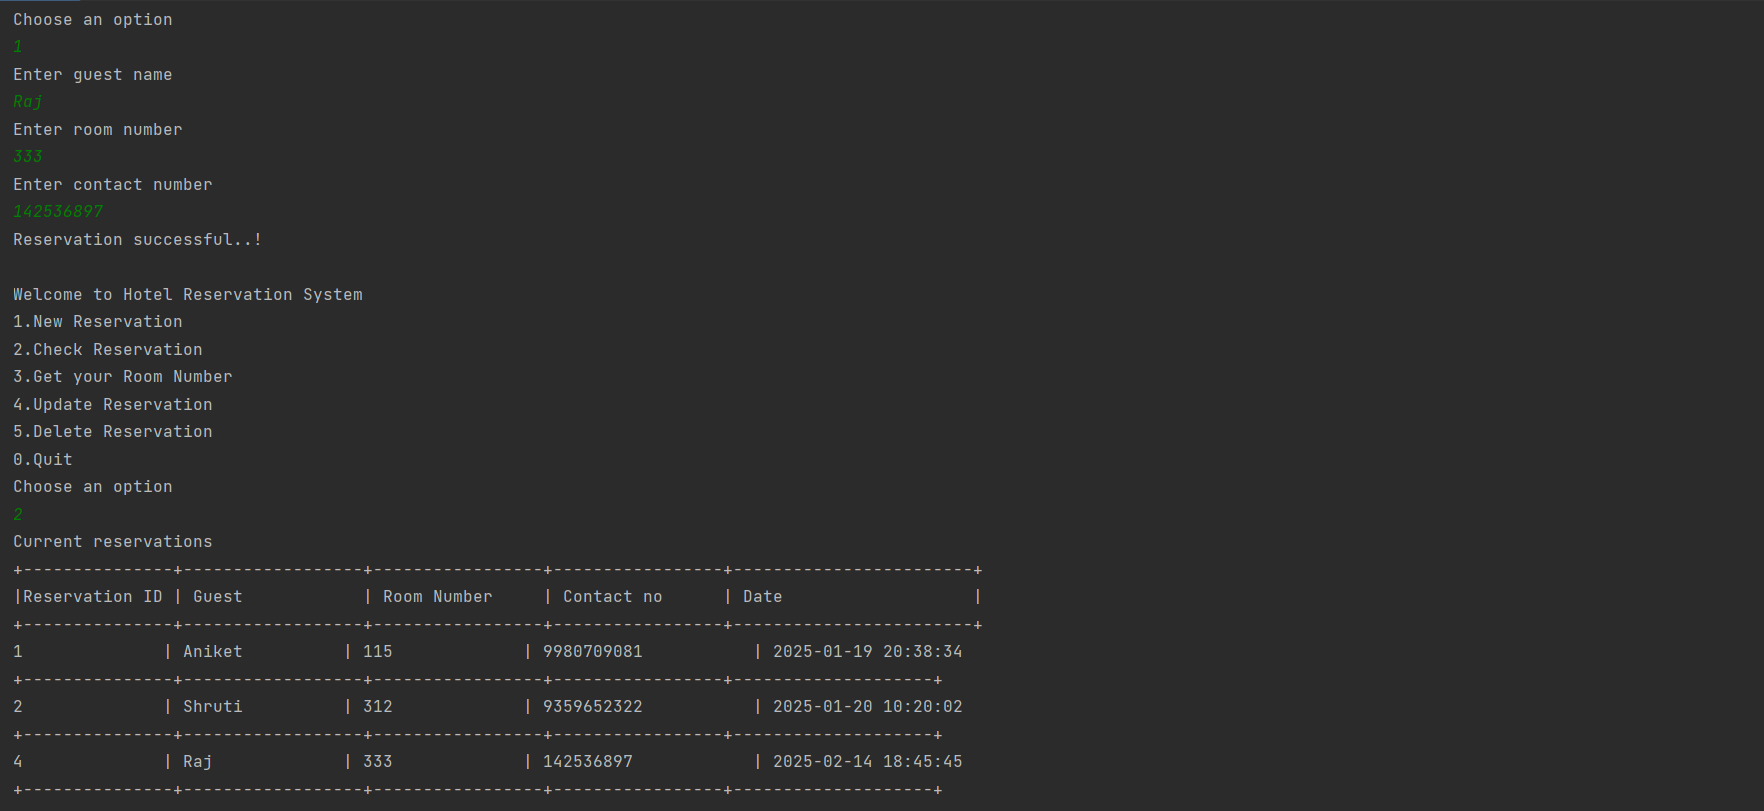 Choose an option
1
Enter guest name
Raj
Enter room number
333
Enter contact number
142536897
Reservation successful..!

Welcome to Hotel Reservation System
1.New Reservation
2.Check Reservation
3.Get your Room Number
4.Update Reservation
5.Delete Reservation
0.Quit
Choose an option
2
Current reservations
+---------------+------------------+-----------------+-----------------+------------------------+
|Reservation ID | Guest            | Room Number     | Contact no      | Date                   |
+---------------+------------------+-----------------+-----------------+------------------------+
1              | Aniket          | 115             | 9980709081           | 2025-01-19 20:38:34
+---------------+------------------+-----------------+-----------------+--------------------+
2              | Shruti          | 312             | 9359652322           | 2025-01-20 10:20:02
+---------------+------------------+-----------------+-----------------+--------------------+
4              | Raj             | 333             | 142536897            | 2025-02-14 18:45:45
+---------------+------------------+-----------------+-----------------+--------------------+